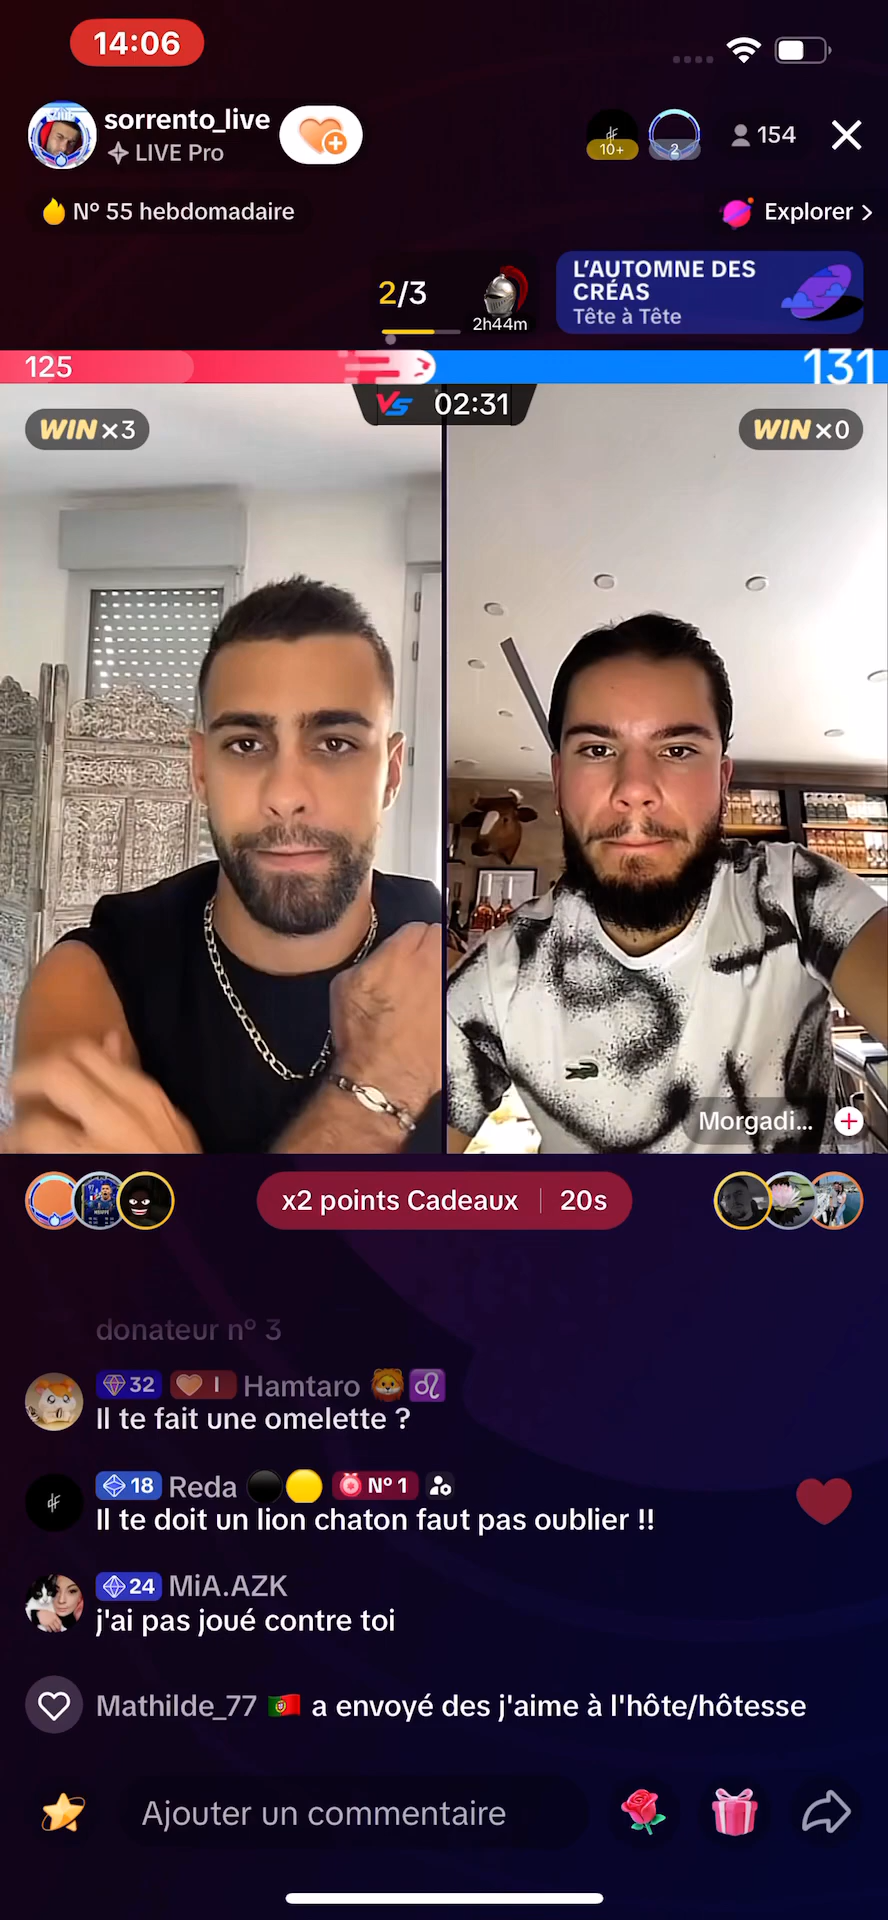 14:06
sorrento_live
LIVE Pro
10+
2
154
N° 55 hebdomadaire
Explorer
2/3
2h44m
L'AUTOMNE DES
CRÉAS
Tête à Tête
125
131
VS 02:31
WIN x3
WIN x0
Morgadi...
x2 points Cadeaux | 20s
donateur n° 3
32 I Hamtaro 🦁♌
Il te fait une omelette ?
18 Reda ⚫🟡 N° 1
Il te doit un lion chaton faut pas oublier !!
24 MiA.AZK
j'ai pas joué contre toi
Mathilde_77 🇵🇹 a envoyé des j'aime à l'hôte/hôtesse
Ajouter un commentaire